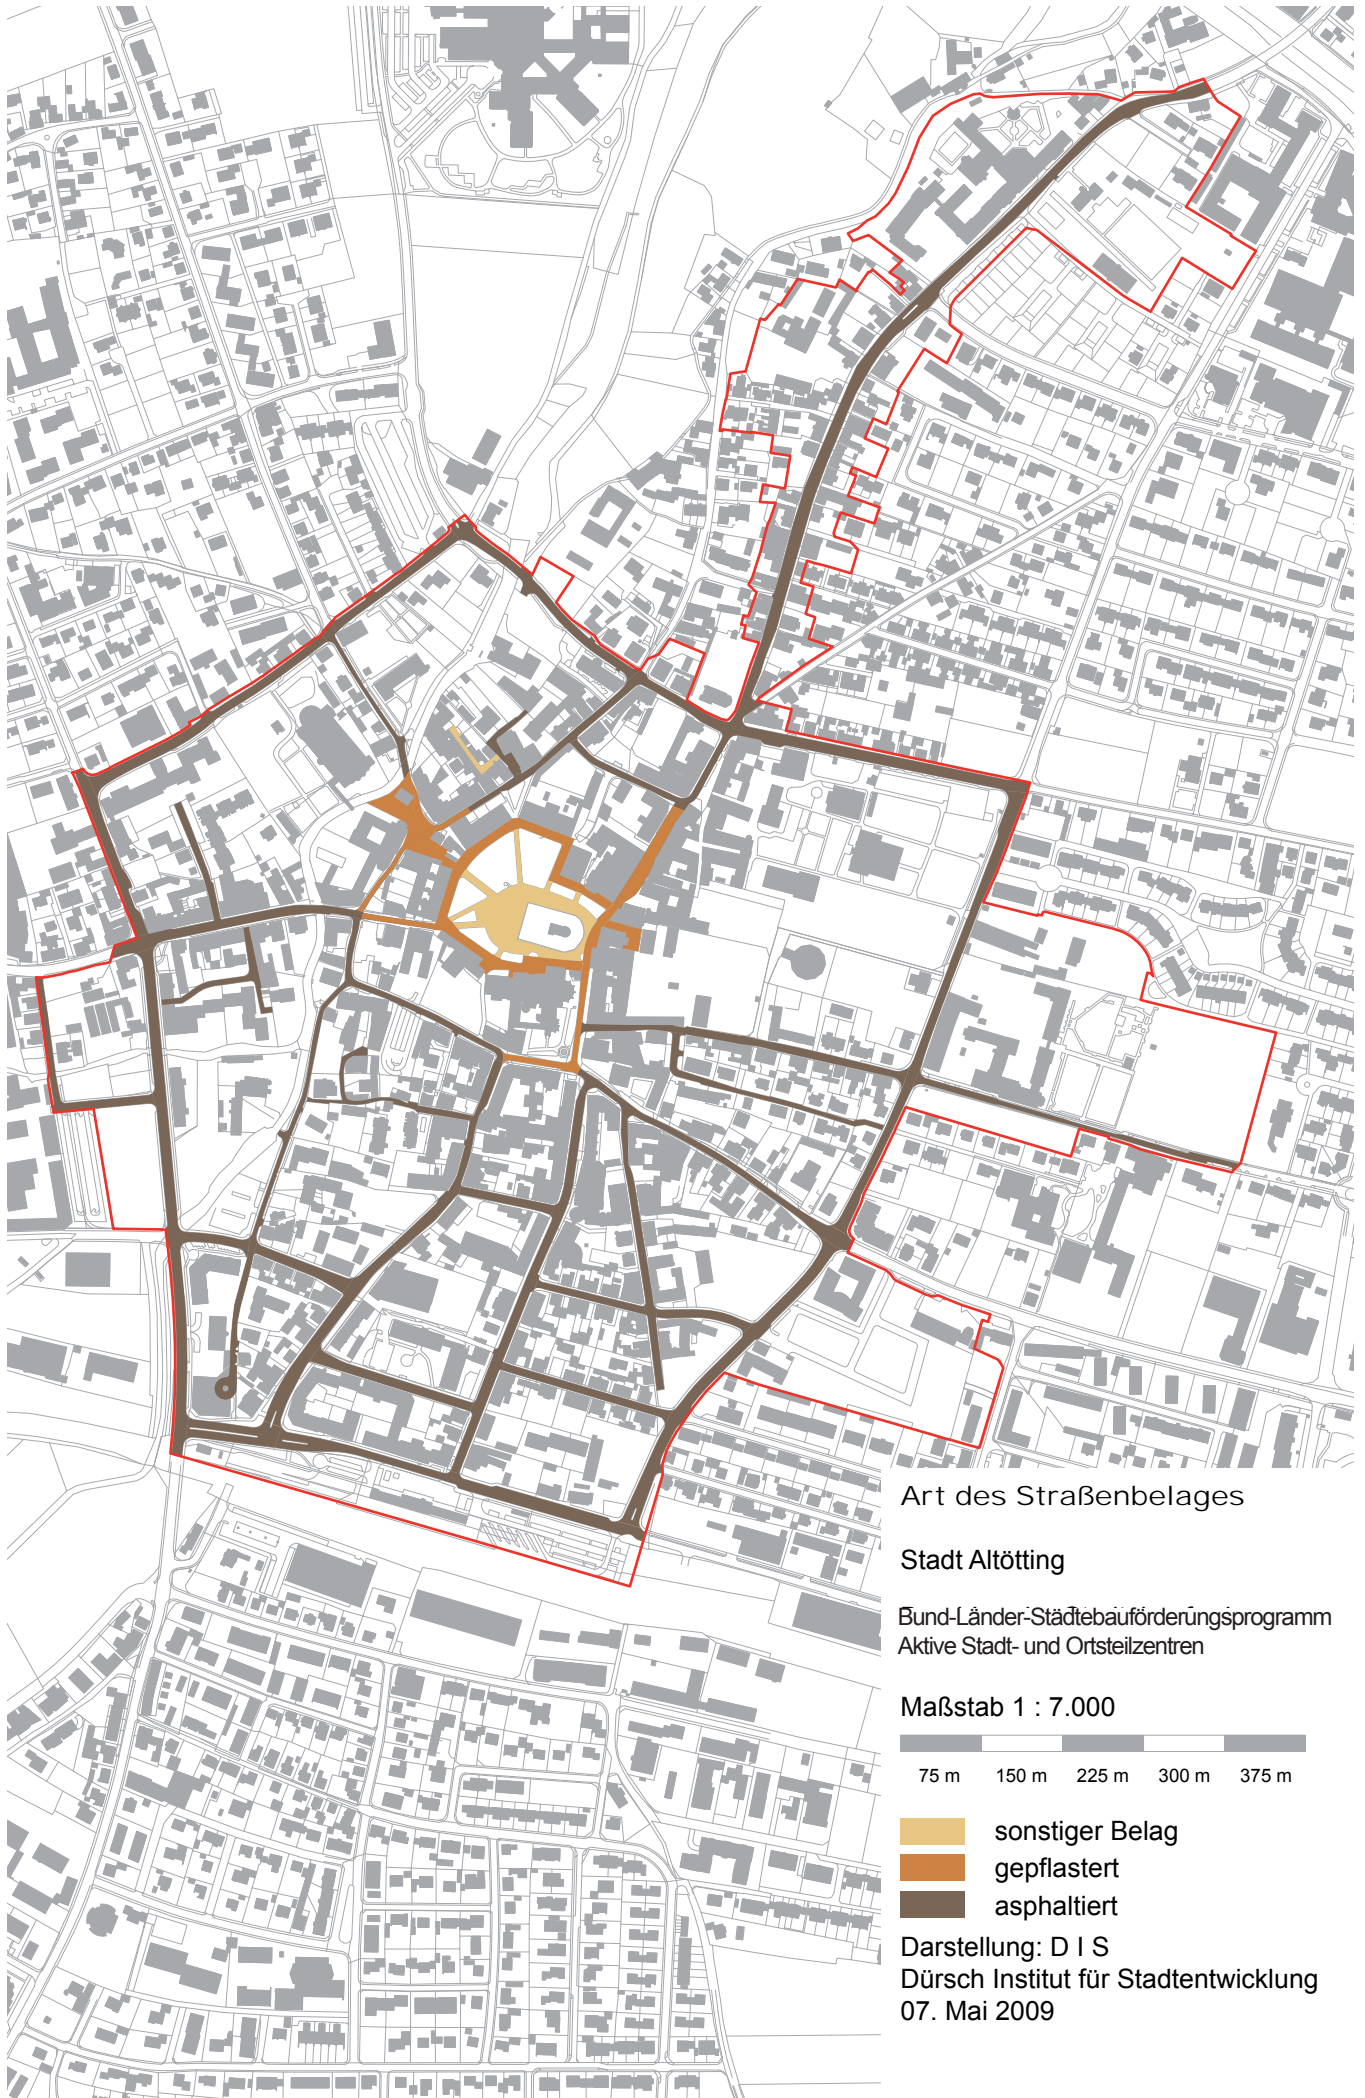 Art des Straßenbelages
Stadt Altötting
Bund-Länder-Städtebauförderungsprogramm
Aktive Stadt- und Ortsteilzentren
Maßstab 1 : 7.000
75 m 150 m 225 m 300 m 375 m
sonstiger Belag
gepflastert
asphaltiert
Darstellung: D I S
Dürsch Institut für Stadtentwicklung
07. Mai 2009